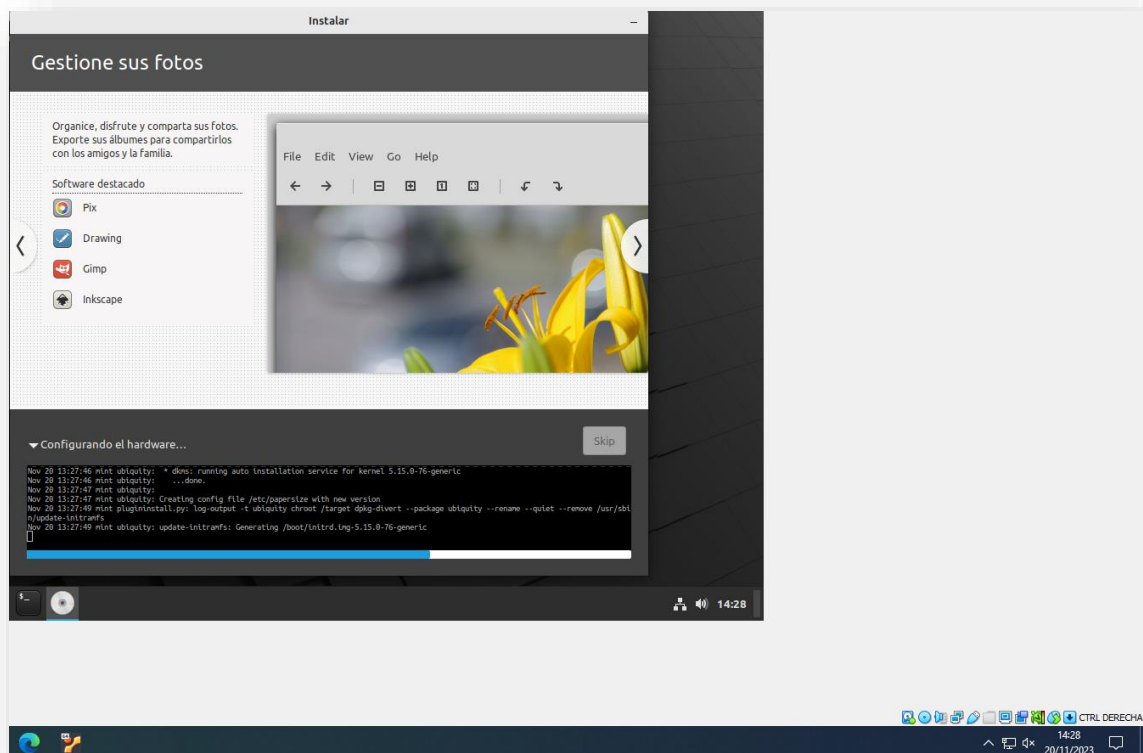 Instalar
Gestione sus fotos
Organice, disfrute y comparta sus fotos.
Exporte sus álbumes para compartirlos
con los amigos y la familia.
Software destacado
Pix
Drawing
Gimp
Inkscape
File Edit View Go Help
Configurando el hardware...
Skip
Nov 20 13:27:46 mint ubiquity:  * dkms: running auto installation service for kernel 5.15.0-76-generic
Nov 20 13:27:46 mint ubiquity:    ...done.
Nov 20 13:27:47 mint ubiquity:
Nov 20 13:27:47 mint ubiquity: Creating config file /etc/papersize with new version
Nov 20 13:27:49 mint plugininstall.py: log-output -t ubiquity chroot /target dpkg-divert --package ubiquity --rename --quiet --remove /usr/sbi
n/update-initramfs
Nov 20 13:27:49 mint ubiquity: update-initramfs: Generating /boot/initrd.img-5.15.0-76-generic
$_
14:28
CTRL DERECHA
14:28
20/11/2023